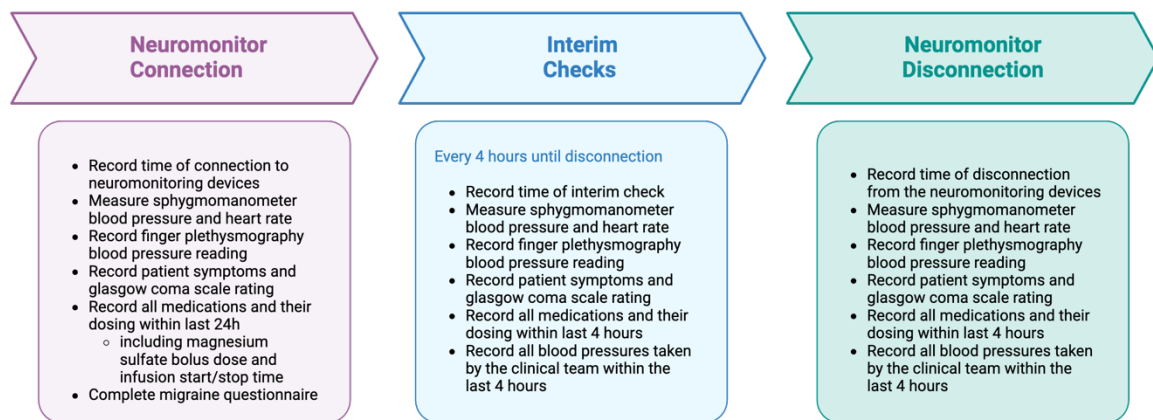 Neuromonitor
Connection
Interim
Checks
Neuromonitor
Disconnection
• Record time of connection to
neuromonitoring devices
• Measure sphygmomanometer
blood pressure and heart rate
• Record finger plethysmography
blood pressure reading
• Record patient symptoms and
glasgow coma scale rating
• Record all medications and their
dosing within last 24h
○ including magnesium
sulfate bolus dose and
infusion start/stop time
• Complete migraine questionnaire
Every 4 hours until disconnection
• Record time of interim check
• Measure sphygmomanometer
blood pressure and heart rate
• Record finger plethysmography
blood pressure reading
• Record patient symptoms and
glasgow coma scale rating
• Record all medications and their
dosing within last 4 hours
• Record all blood pressures taken
by the clinical team within the
last 4 hours
• Record time of disconnection
from the neuromonitoring devices
• Measure sphygmomanometer
blood pressure and heart rate
• Record finger plethysmography
blood pressure reading
• Record patient symptoms and
glasgow coma scale rating
• Record all medications and their
dosing within last 4 hours
• Record all blood pressures taken
by the clinical team within the
last 4 hours